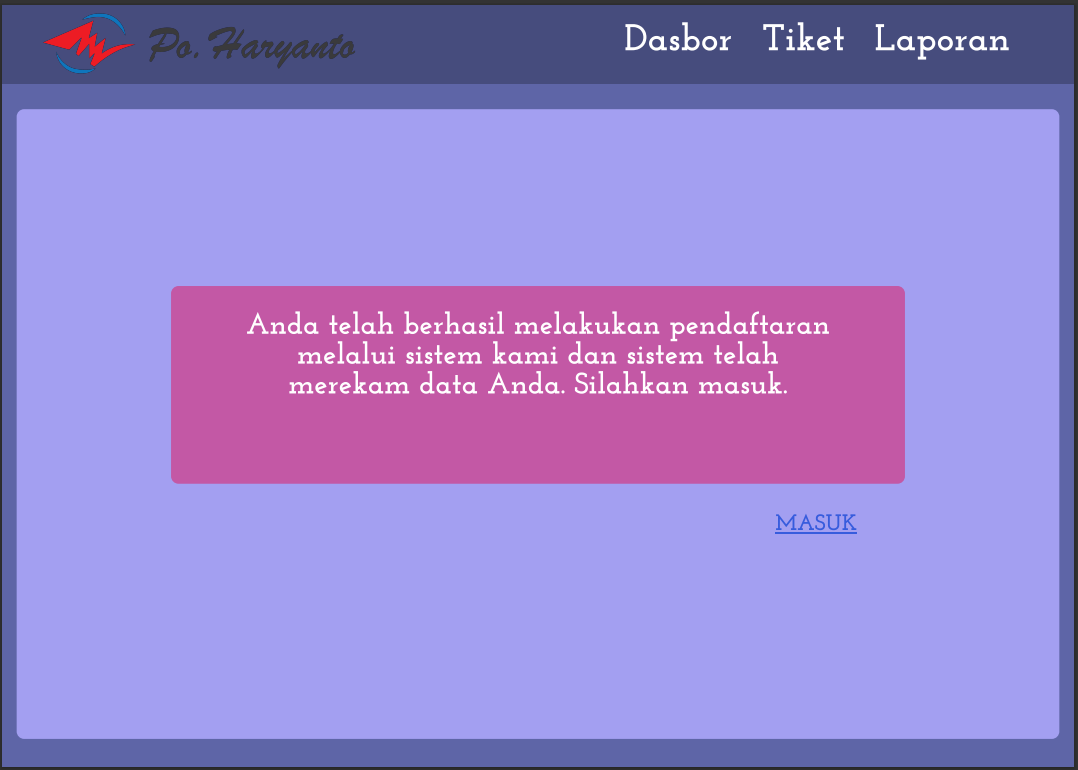 Po. Haryanto
Dasbor Tiket Laporan
Anda telah berhasil melakukan pendaftaran
melalui sistem kami dan sistem telah
merekam data Anda. Silahkan masuk.
MASUK